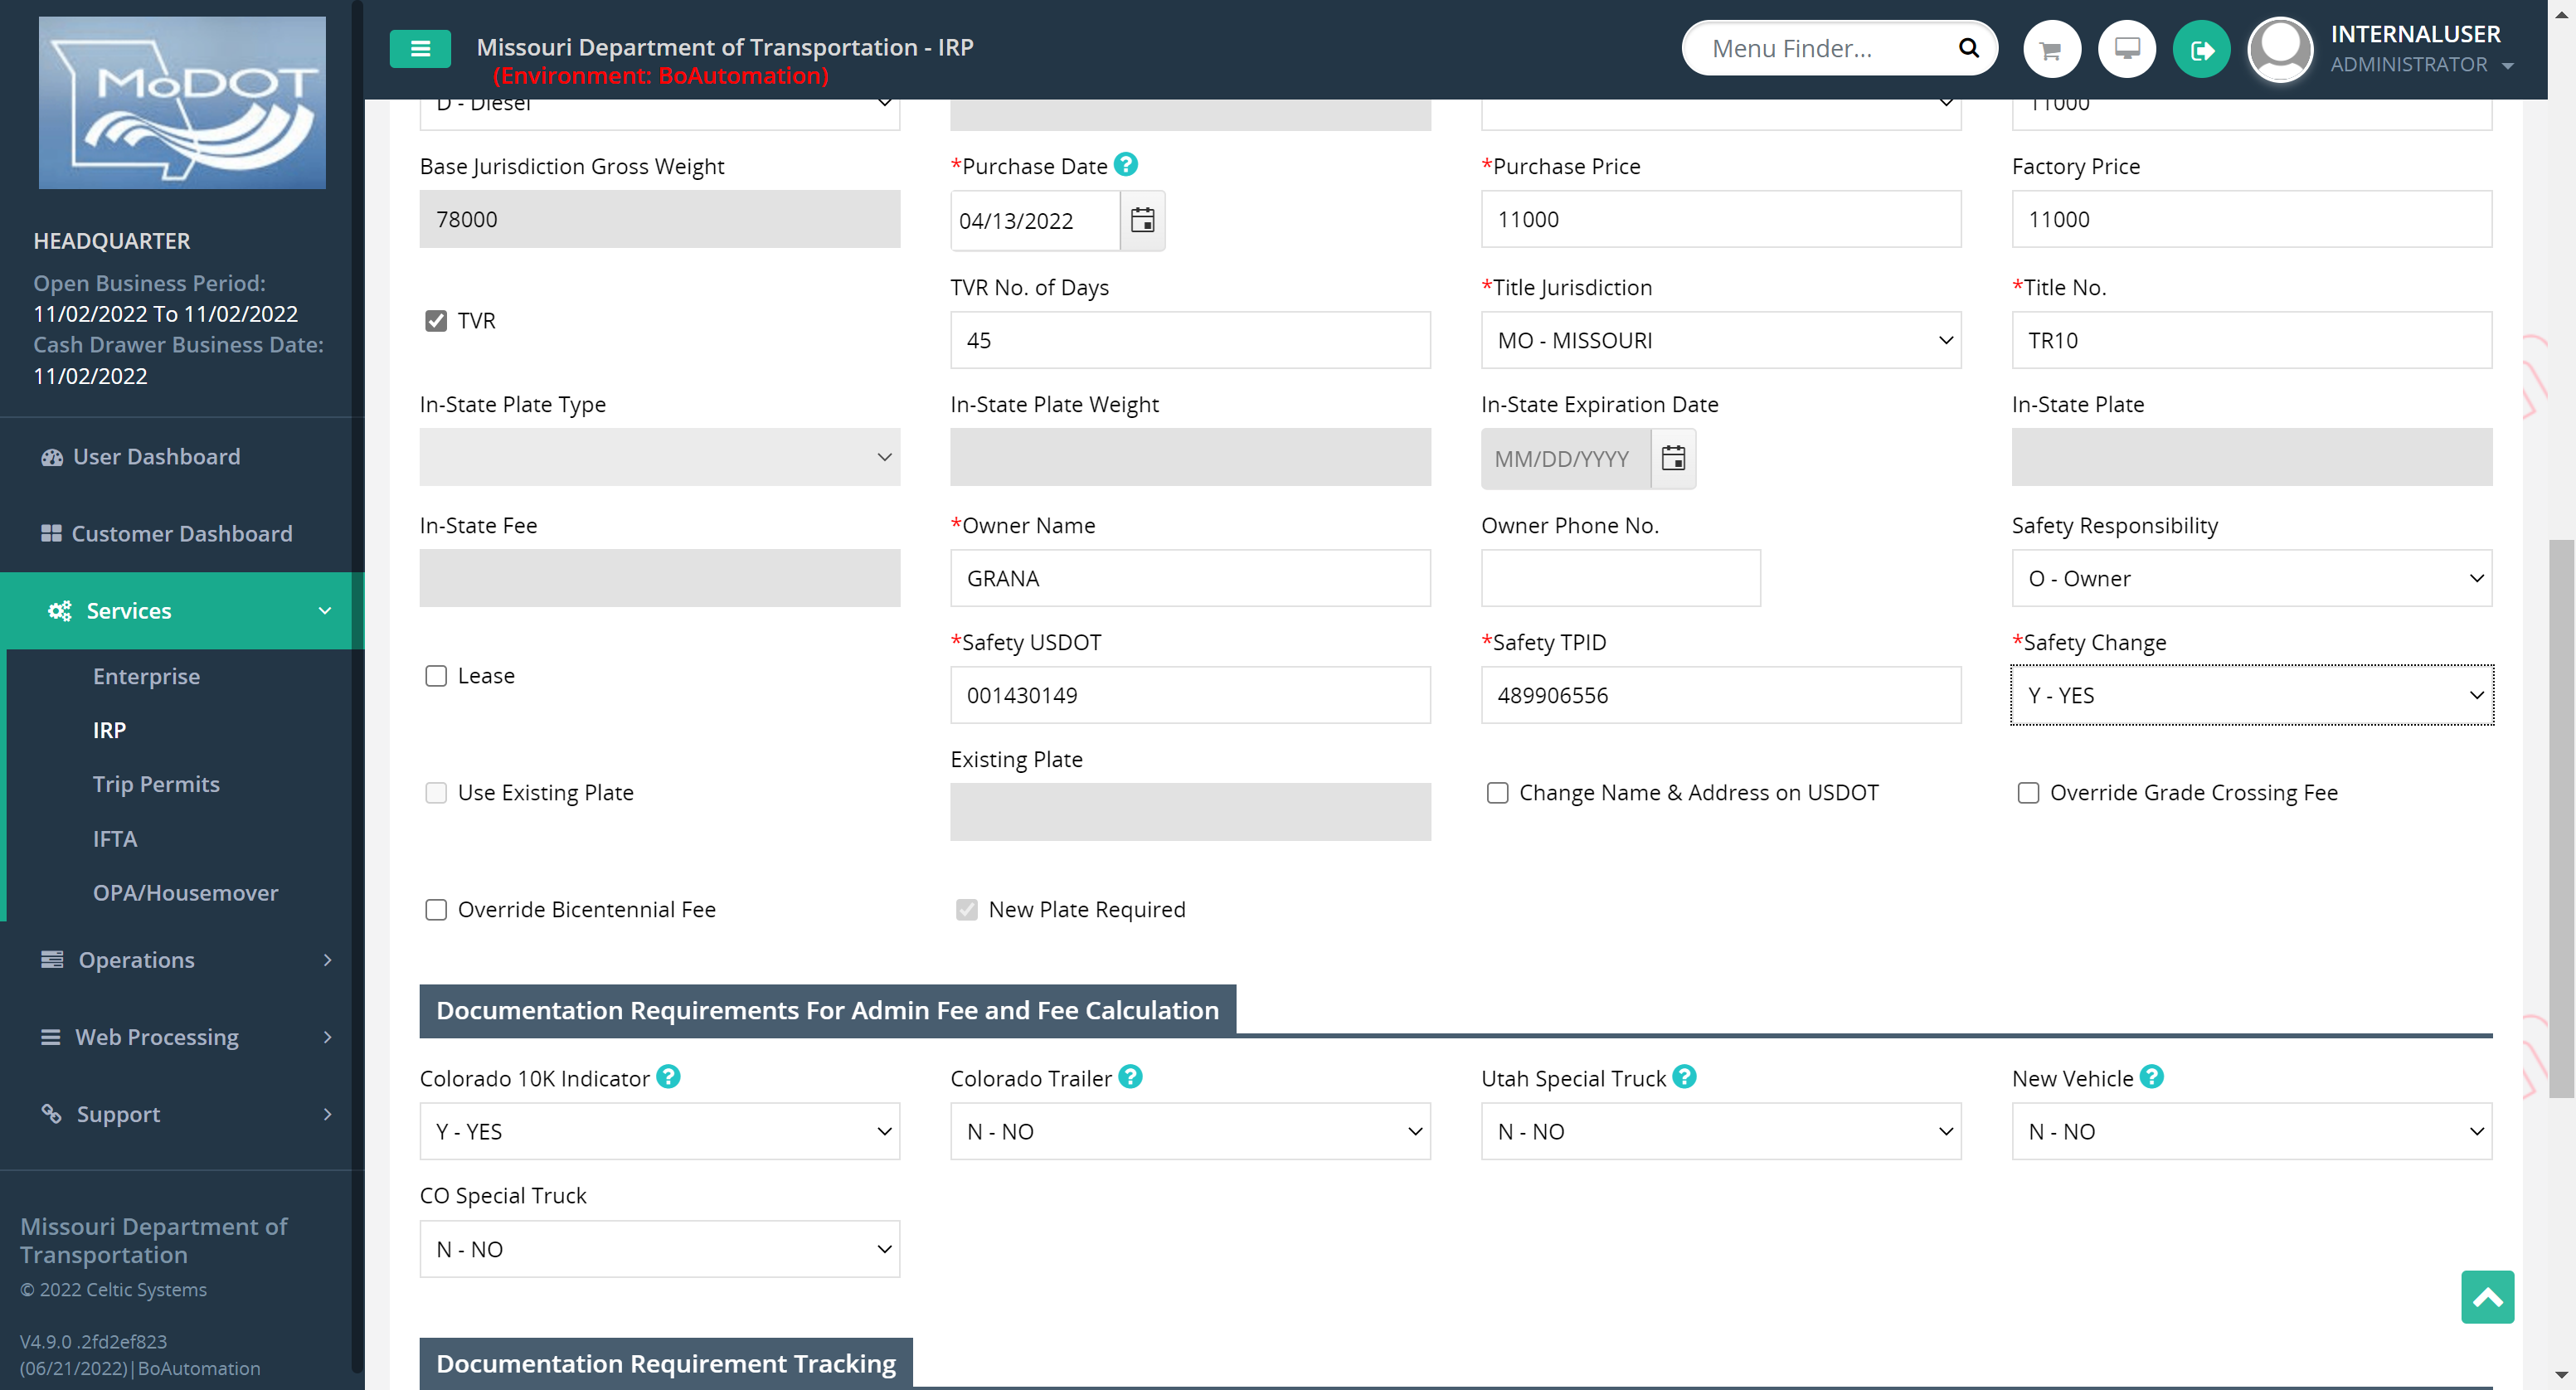 MoDOT
HEADQUARTER
Open Business Period:
11/02/2022 To 11/02/2022
Cash Drawer Business Date:
11/02/2022
User Dashboard
Customer Dashboard
Services
Enterprise
IRP
Trip Permits
IFTA
OPA/Housemover
Operations
Web Processing
Support
Missouri Department of
Transportation
© 2022 Celtic Systems
V4.9.0 .2fd2ef823
(06/21/2022)|BoAutomation
Missouri Department of Transportation - IRP
(Environment: BoAutomation)
Menu Finder...
INTERNALUSER
ADMINISTRATOR
D - Diesel
11000
Base Jurisdiction Gross Weight
*Purchase Date
*Purchase Price
Factory Price
78000
04/13/2022
11000
11000
TVR
TVR No. of Days
*Title Jurisdiction
*Title No.
45
MO - MISSOURI
TR10
In-State Plate Type
In-State Plate Weight
In-State Expiration Date
In-State Plate
MM/DD/YYYY
In-State Fee
*Owner Name
Owner Phone No.
Safety Responsibility
GRANA
O - Owner
Lease
*Safety USDOT
*Safety TPID
*Safety Change
001430149
489906556
Y - YES
Use Existing Plate
Existing Plate
Change Name & Address on USDOT
Override Grade Crossing Fee
Override Bicentennial Fee
New Plate Required
Documentation Requirements For Admin Fee and Fee Calculation
Colorado 10K Indicator
Colorado Trailer
Utah Special Truck
New Vehicle
Y - YES
N - NO
N - NO
N - NO
CO Special Truck
N - NO
Documentation Requirement Tracking